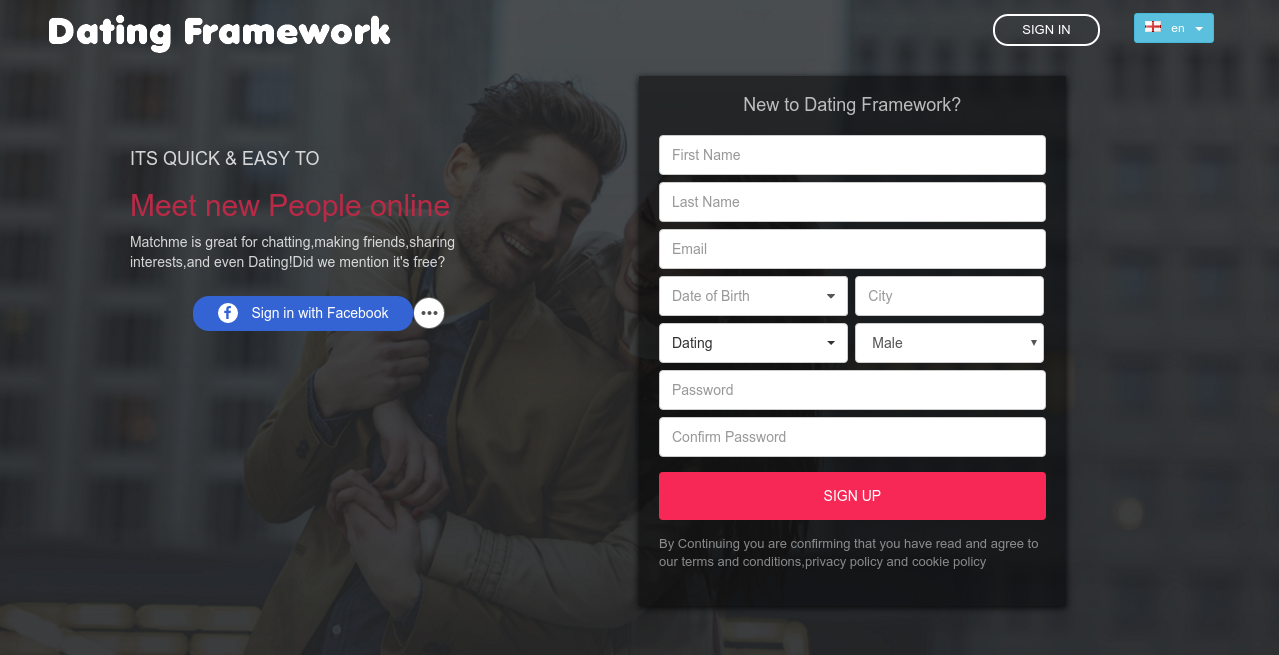 Dating Framework
SIGN IN
en
ITS QUICK & EASY TO
Meet new People online
Matchme is great for chatting,making friends,sharing
interests,and even Dating!Did we mention it's free?
Sign in with Facebook
New to Dating Framework?
First Name
Last Name
Email
Date of Birth
City
Dating
Male
Password
Confirm Password
SIGN UP
By Continuing you are confirming that you have read and agree to
our terms and conditions,privacy policy and cookie policy